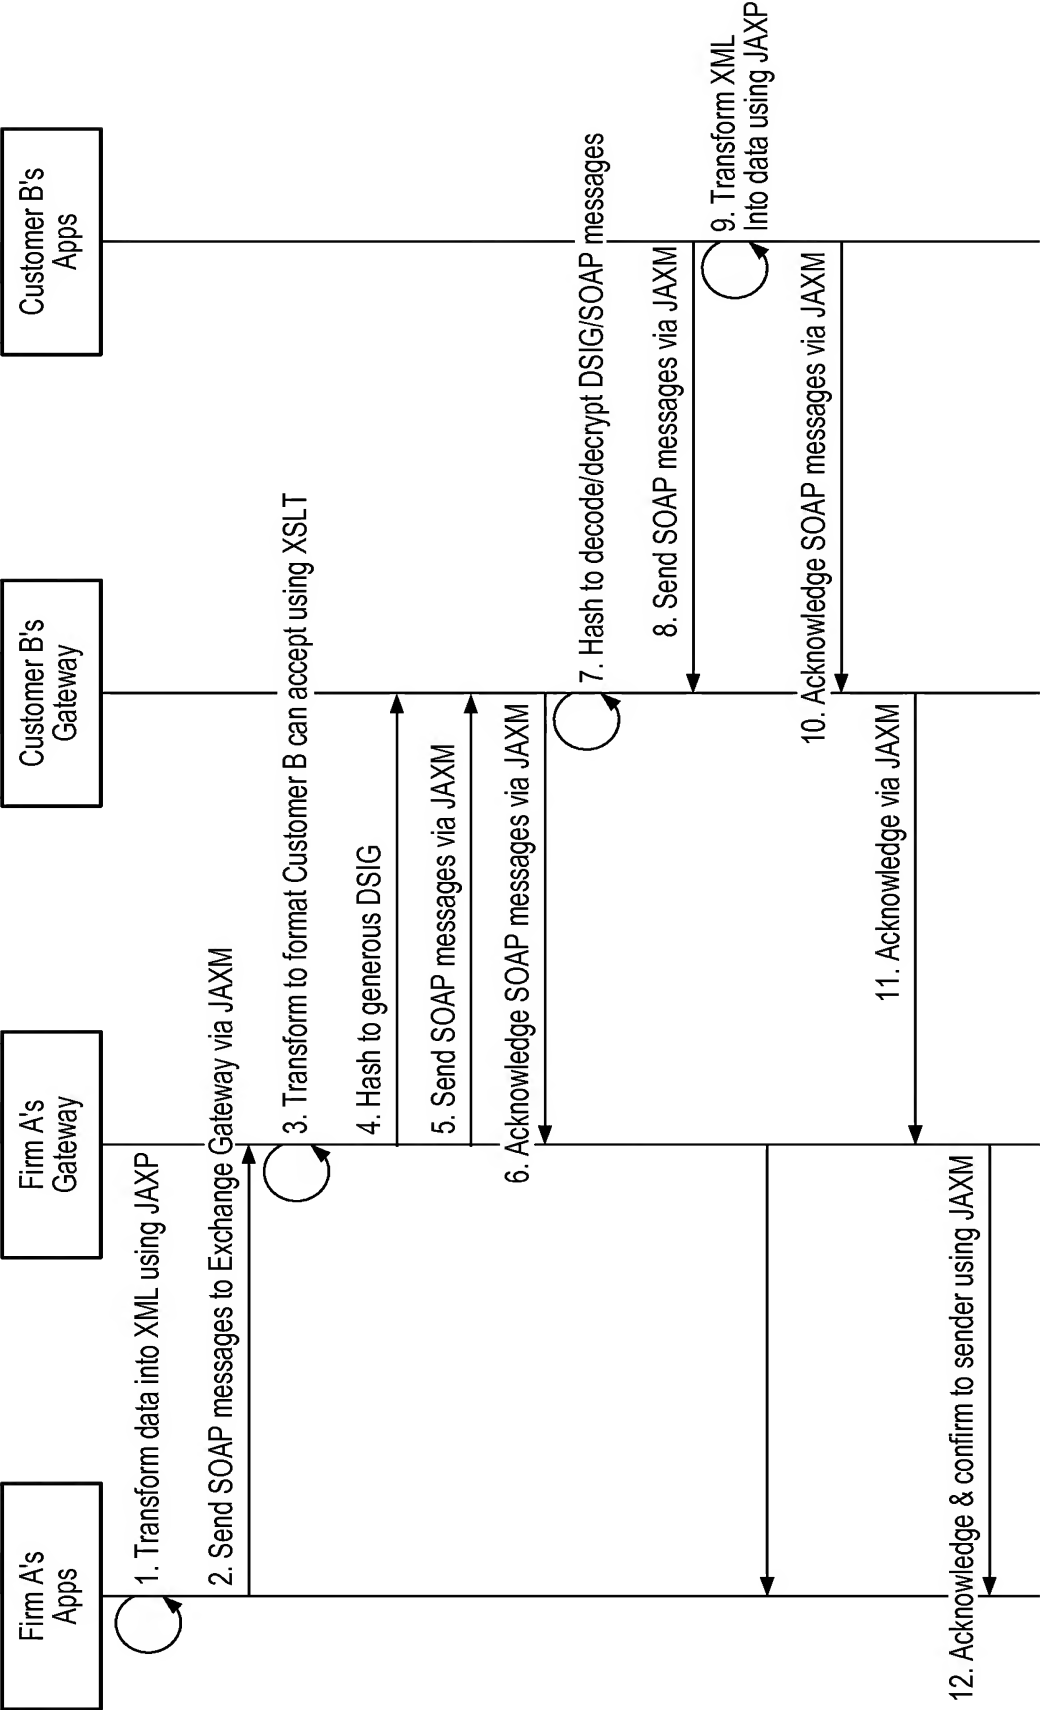 Firm A's
Apps
Firm A's
Gateway
Customer B's
Gateway
Customer B's
Apps
1. Transform data into XML using JAXP
2. Send SOAP messages to Exchange Gateway via JAXM
3. Transform to format Customer B can accept using XSLT
4. Hash to generous DSIG
5. Send SOAP messages via JAXM
6. Acknowledge SOAP messages via JAXM
7. Hash to decode/decrypt DSIG/SOAP messages
8. Send SOAP messages via JAXM
9. Transform XML
Into data using JAXP
10. Acknowledge SOAP messages via JAXM
11. Acknowledge via JAXM
12. Acknowledge & confirm to sender using JAXM